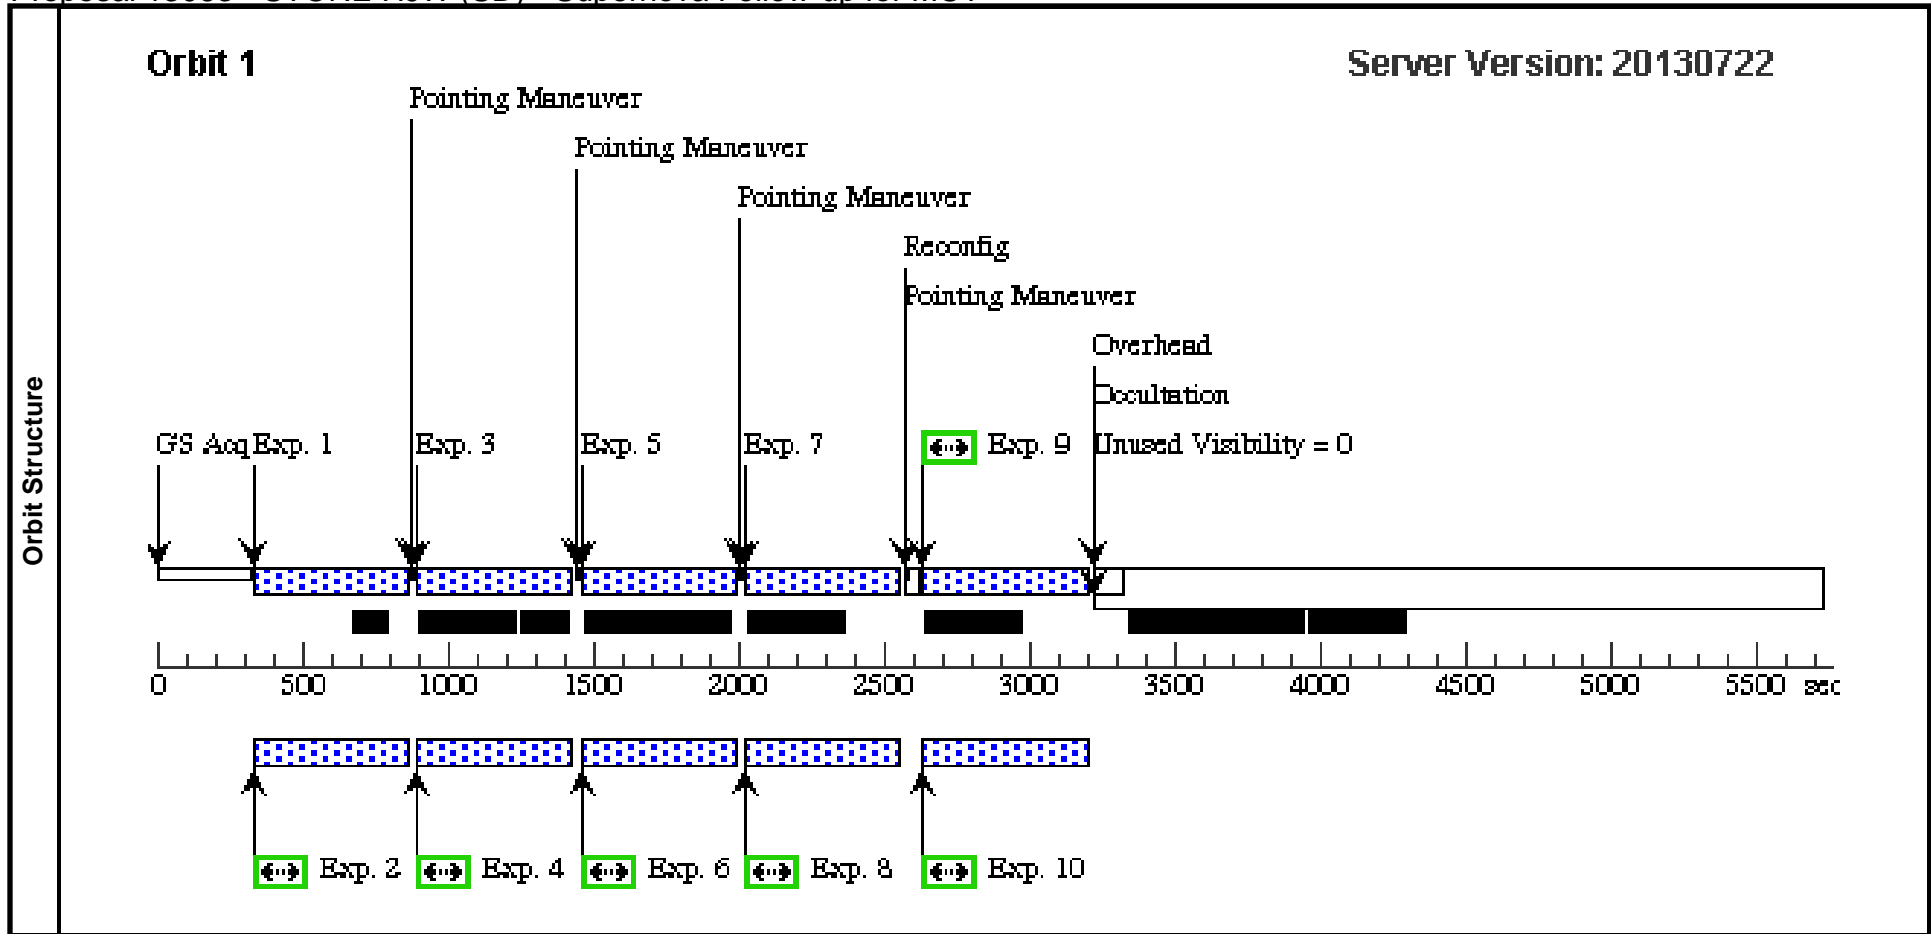 Orbit 1
Server Version: 20130722
Pointing Maneuver
Pointing Maneuver
Pointing Maneuver
Reconfig
Pointing Maneuver
Overhead
Occultation
GS Acq Exp. 1 Exp. 3 Exp. 5 Exp. 7 Exp. 9 Unused Visibility = 0
Orbit Structure
0 500 1000 1500 2000 2500 3000 3500 4000 4500 5000 5500 sec
Exp. 2 Exp. 4 Exp. 6 Exp. 8 Exp. 10